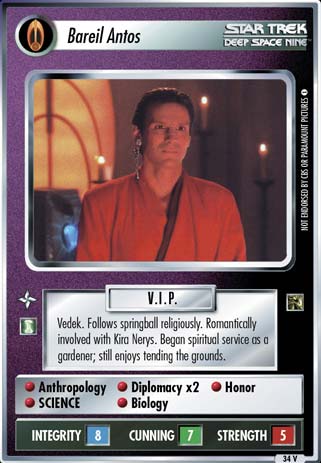 Bareil Antos
STAR TREK
DEEP SPACE NINE
NOT ENDORSED BY CBS OR PARAMOUNT PICTURES
V.I.P.
Vedek. Follows springball religiously. Romantically
involved with Kira Nerys. Began spiritual service as a
gardener; still enjoys tending the grounds.
Anthropology Diplomacy x2 Honor
SCIENCE Biology
INTEGRITY 8 CUNNING 7 STRENGTH 5
34 V